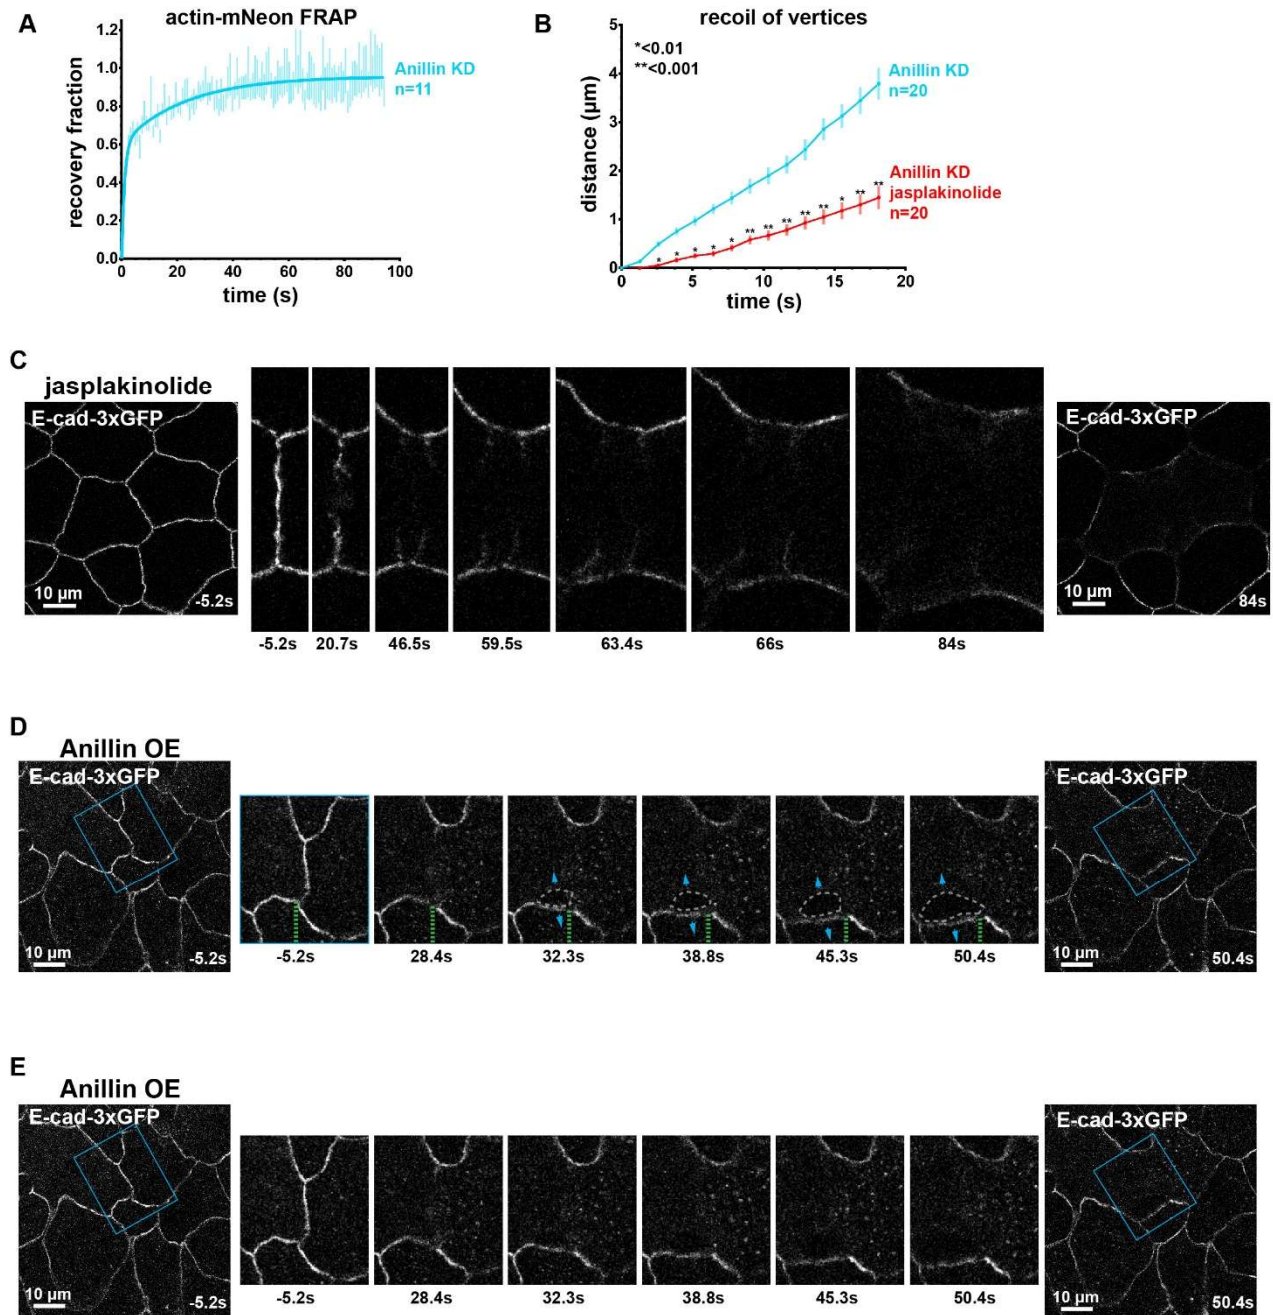 A
actin-mNeon FRAP
recovery fraction
1.2
1.0
0.8
0.6
0.4
0.2
0.0
0
20
40
60
80
100
time (s)
Anillin KD
n=11
B
recoil of vertices
distance (µm)
5
4
3
2
1
0
0
5
10
15
20
time (s)
*<0.01
**<0.001
Anillin KD
n=20
Anillin KD
jasplakinolide
n=20
* * * * * ** ** ** ** ** * ** **
C
jasplakinolide
E-cad-3xGFP
10 µm
-5.2s
-5.2s
20.7s
46.5s
59.5s
63.4s
66s
84s
E-cad-3xGFP
10 µm
84s
D
Anillin OE
E-cad-3xGFP
10 µm
-5.2s
-5.2s
28.4s
32.3s
38.8s
45.3s
50.4s
E-cad-3xGFP
10 µm
50.4s
E
Anillin OE
E-cad-3xGFP
10 µm
-5.2s
-5.2s
28.4s
32.3s
38.8s
45.3s
50.4s
E-cad-3xGFP
10 µm
50.4s